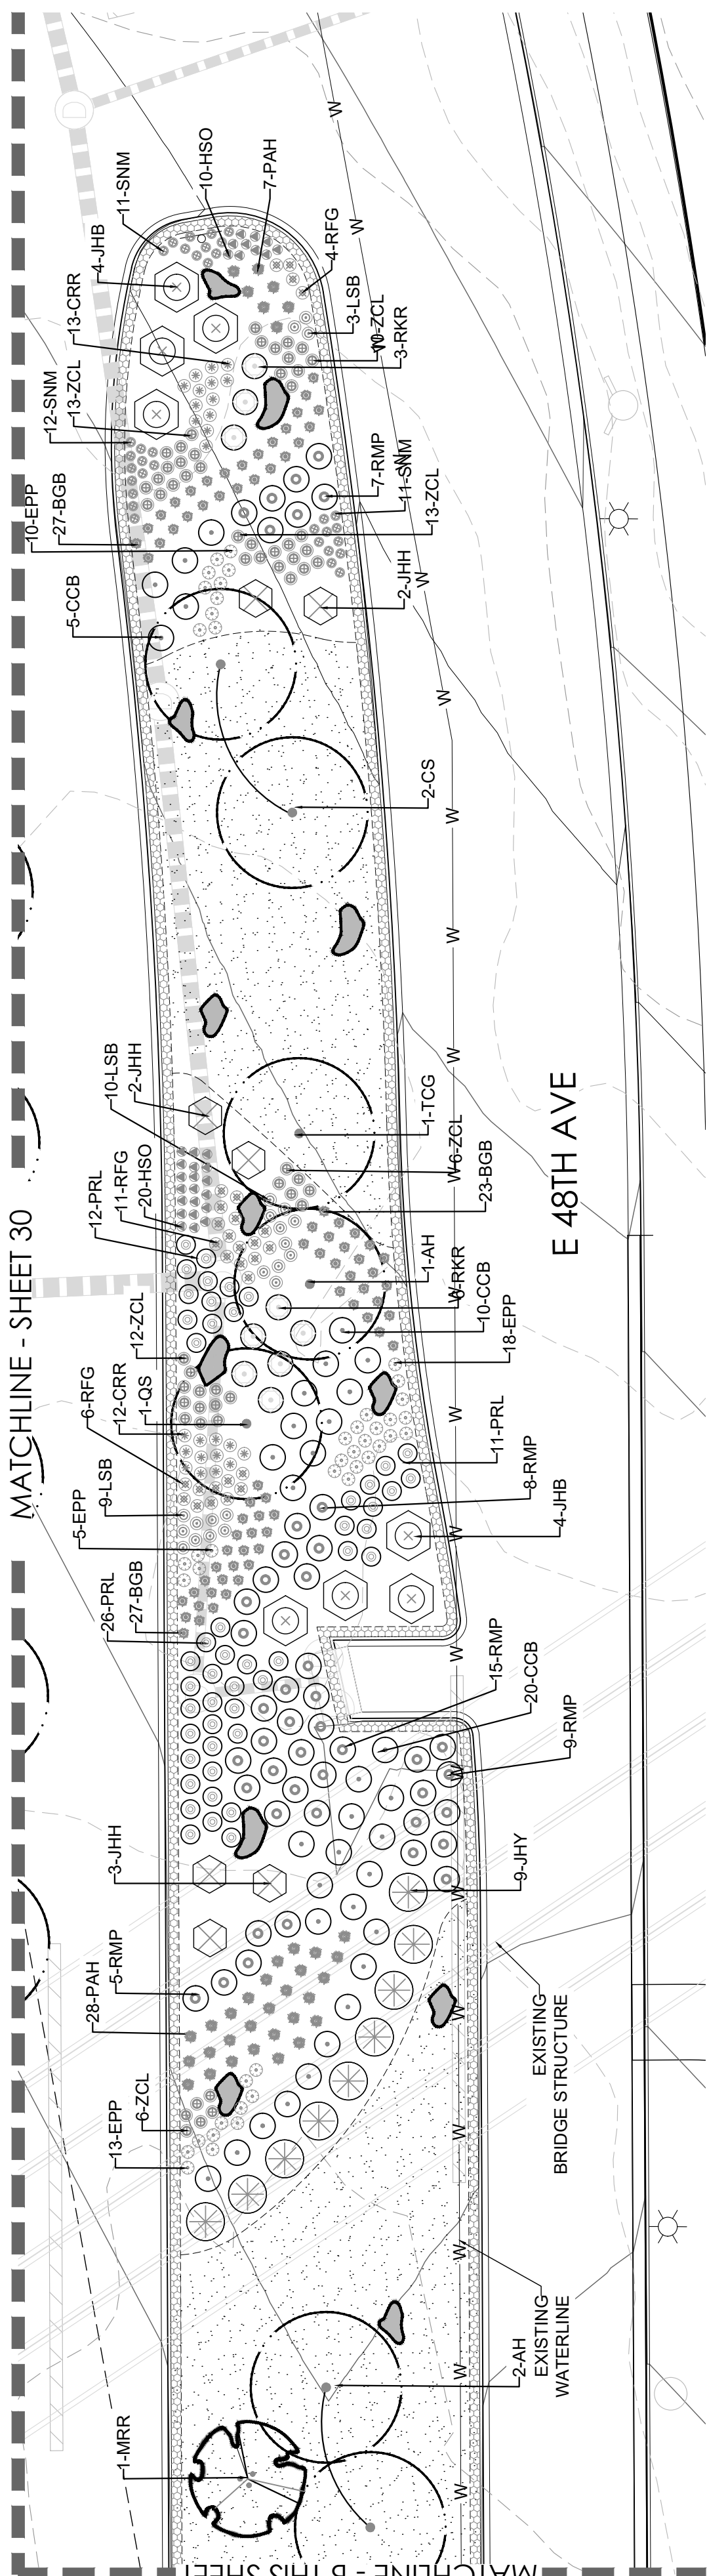 D
W
11-SNM
10-HSO
7-PAH
4-JHB
4-RFG
13-CRR
3-LSB
10-ZCL
W
3-RKR
12-SNM
13-ZCL
7-RMP
11-SNM
W
13-ZCL
10-EPP
27-BGB
2-JHH
W
5-CCB
W
2-CS
W
W
W
10-LSB
2-JHH
1-TCG
6-ZCL
W
23-BGB
12-PRL
11-RFG
20-HSO
1-AH
6-RKR
W
10-CCB
18-EPP
E 48TH AVE
MATCHLINE - SHEET 30
12-ZCL
6-RFG
12-CRR
1-QS
W
11-PRL
8-RMP
5-EPP
9-LSB
4-JHB
W
26-PRL
27-BGB
W
15-RMP
20-CCB
9-RMP
W
3-JHH
9-JHY
W
28-PAH
5-RMP
EXISTING
BRIDGE STRUCTURE
W
13-EPP
6-ZCL
W
W
2-AH
EXISTING
WATERLINE
W
1-MRR
W
MATCHLINE - B THIS SHEET